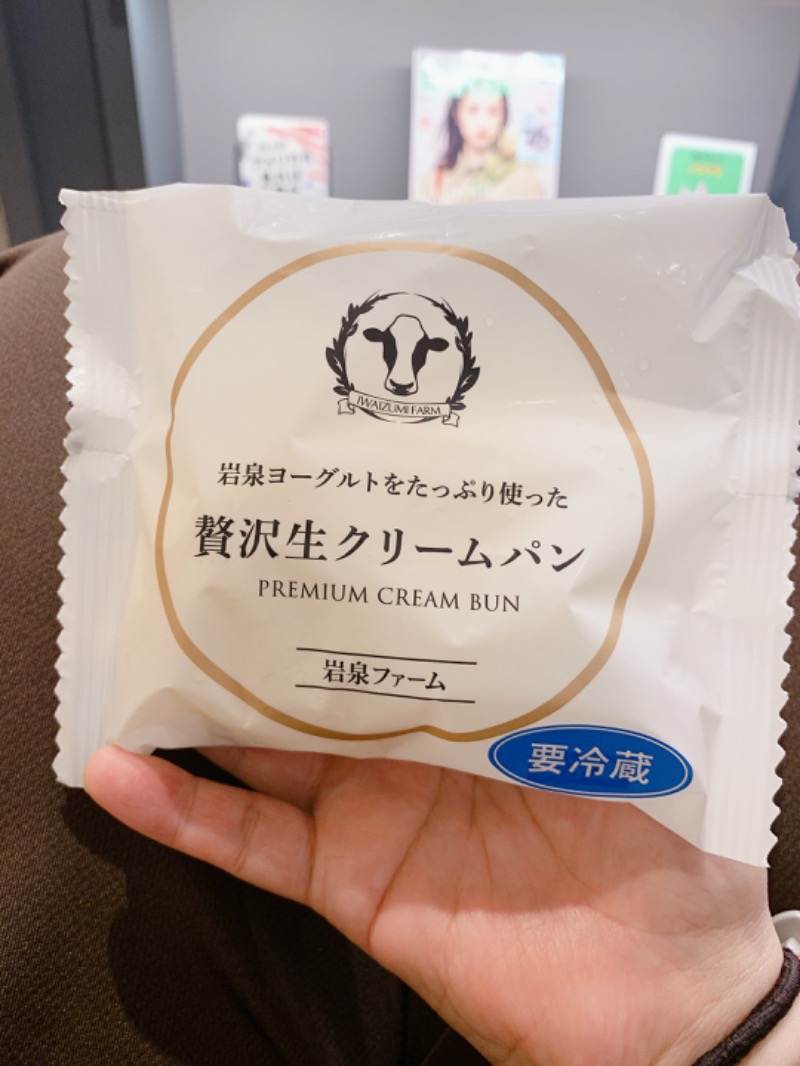 IWAIZUMI FARM
岩泉ヨーグルトをたっぷり使った
贅沢生クリームパン
PREMIUM CREAM BUN
岩泉ファーム
要冷蔵